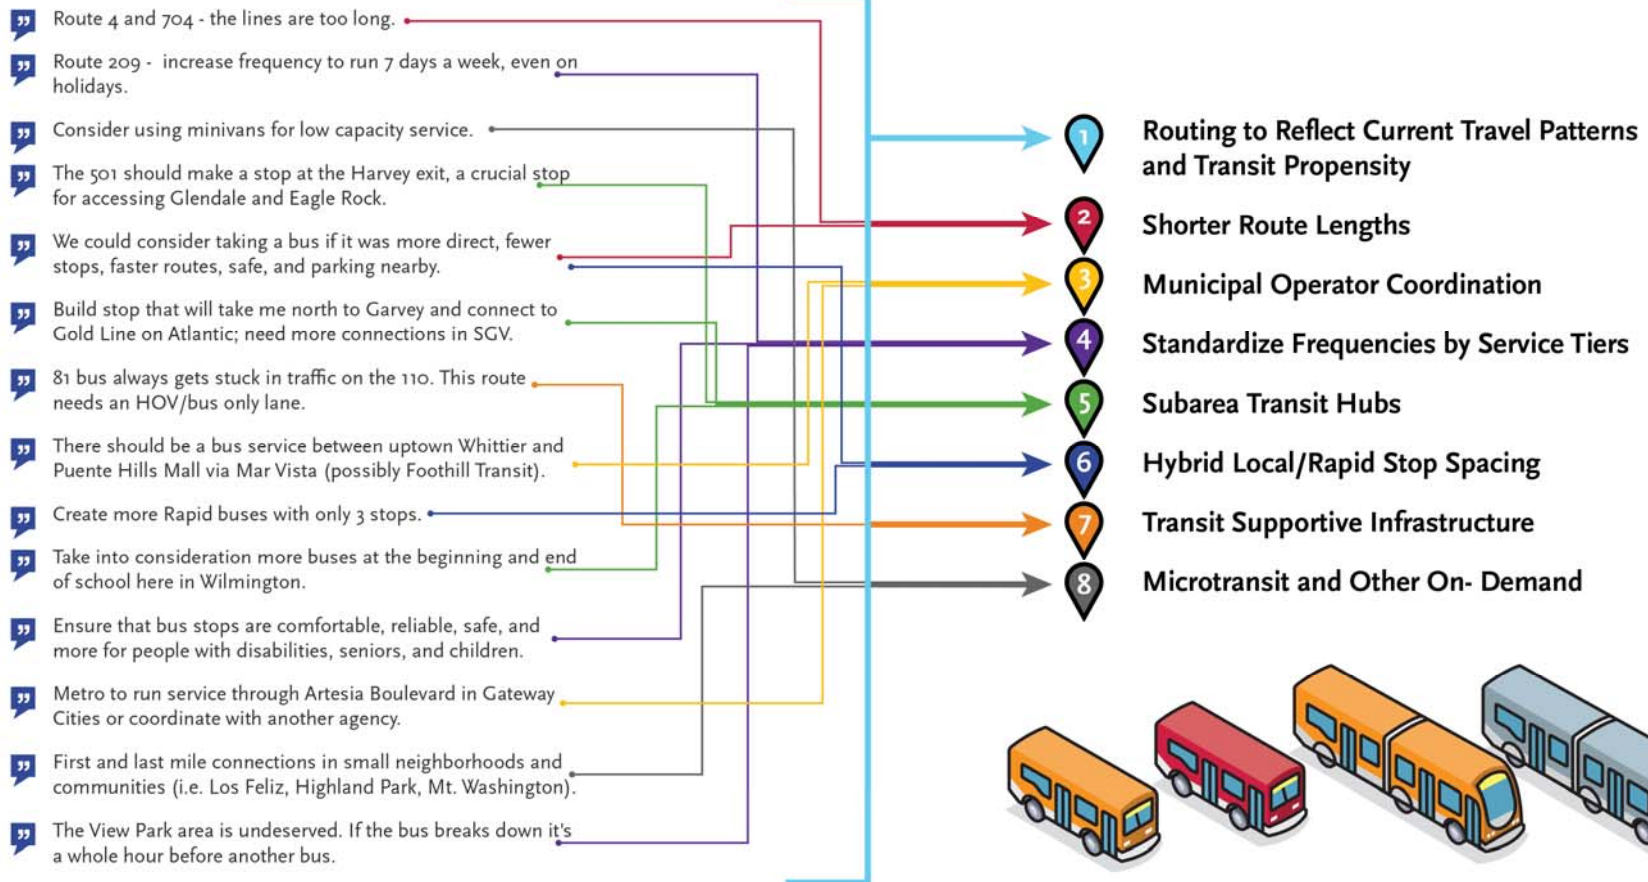 Route 4 and 704 - the lines are too long.
Route 209 - increase frequency to run 7 days a week, even on
holidays.
Consider using minivans for low capacity service.
The 501 should make a stop at the Harvey exit, a crucial stop
for accessing Glendale and Eagle Rock.
We could consider taking a bus if it was more direct, fewer
stops, faster routes, safe, and parking nearby.
Build stop that will take me north to Garvey and connect to
Gold Line on Atlantic; need more connections in SGV.
81 bus always gets stuck in traffic on the 110. This route
needs an HOV/bus only lane.
There should be a bus service between uptown Whittier and
Puente Hills Mall via Mar Vista (possibly Foothill Transit).
Create more Rapid buses with only 3 stops.
Take into consideration more buses at the beginning and end
of school here in Wilmington.
Ensure that bus stops are comfortable, reliable, safe, and
more for people with disabilities, seniors, and children.
Metro to run service through Artesia Boulevard in Gateway
Cities or coordinate with another agency.
First and last mile connections in small neighborhoods and
communities (i.e. Los Feliz, Highland Park, Mt. Washington).
The View Park area is undeserved. If the bus breaks down it's
a whole hour before another bus.
1 Routing to Reflect Current Travel Patterns
and Transit Propensity
2 Shorter Route Lengths
3 Municipal Operator Coordination
4 Standardize Frequencies by Service Tiers
5 Subarea Transit Hubs
6 Hybrid Local/Rapid Stop Spacing
7 Transit Supportive Infrastructure
8 Microtransit and Other On- Demand